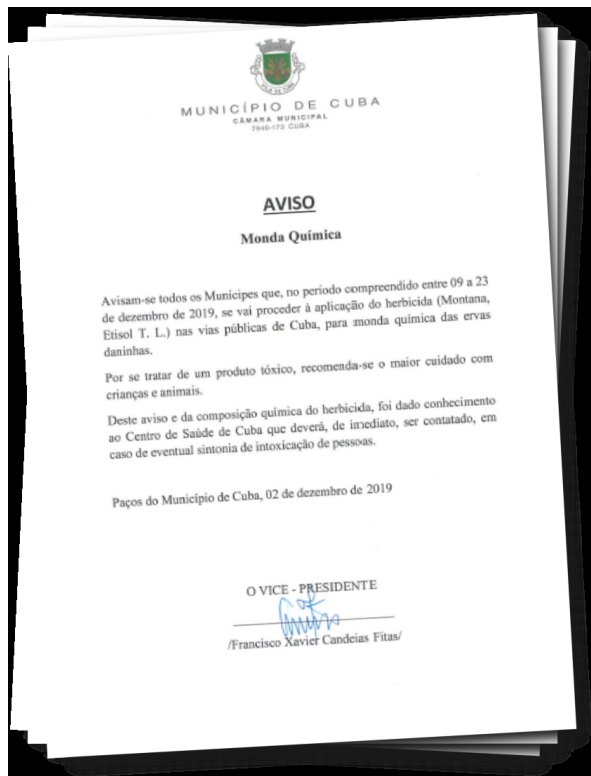 VILA DE CUBA
MUNICÍPIO DE CUBA
CÂMARA MUNICIPAL
7940-172 CUBA
AVISO
Monda Química
Avisam-se todos os Munícipes que, no período compreendido entre 09 a 23
de dezembro de 2019, se vai proceder à aplicação do herbicida (Montana,
Etisol T. L.) nas vias públicas de Cuba, para monda química das ervas
daninhas.
Por se tratar de um produto tóxico, recomenda-se o maior cuidado com
crianças e animais.
Deste aviso e da composição química do herbicida, foi dado conhecimento
ao Centro de Saúde de Cuba que deverá, de imediato, ser contatado, em
caso de eventual sintonia de intoxicação de pessoas.
Paços do Município de Cuba, 02 de dezembro de 2019
O VICE - PRESIDENTE
/Francisco Xavier Candeias Fitas/